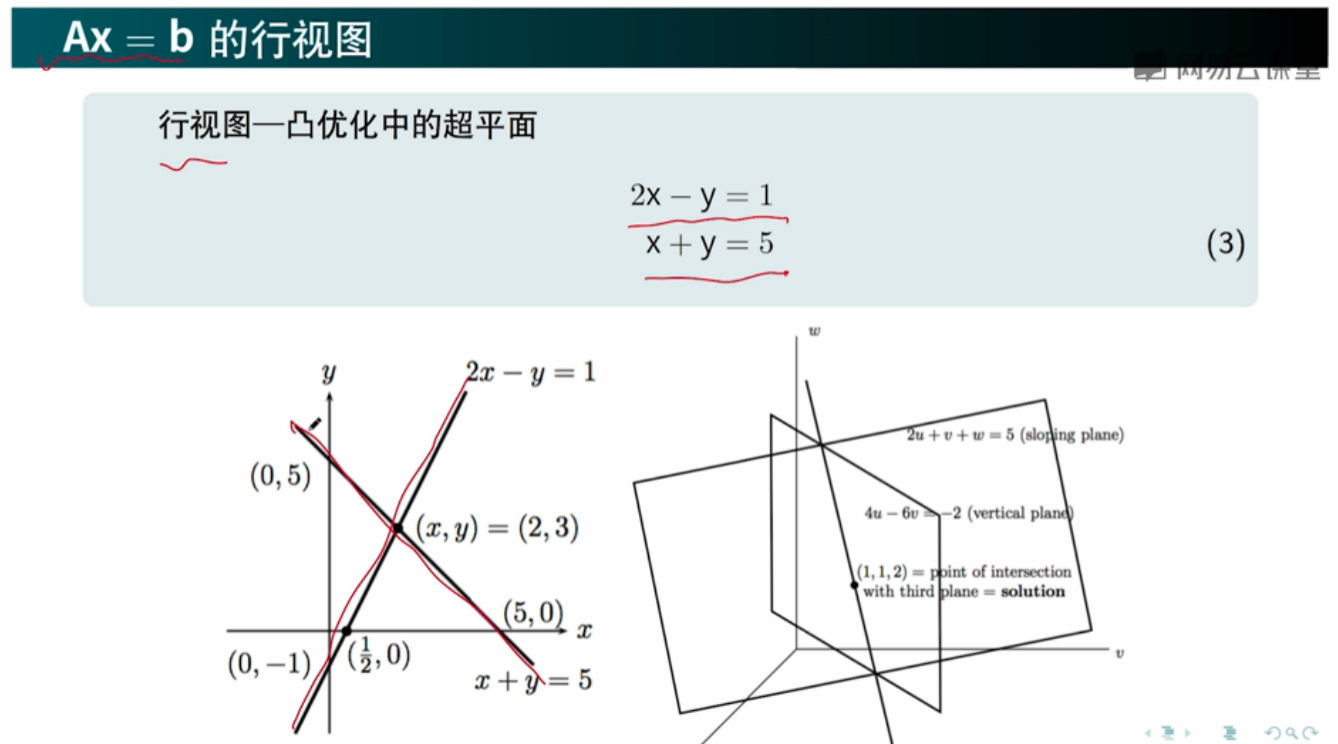 Ax = b 的行视图
网易云课堂
行视图—凸优化中的超平面
2x − y = 1
x + y = 5
(3)
y
2x − y = 1
(0, 5)
(x, y) = (2, 3)
(5, 0)
x
(0, −1)
(1/2, 0)
x + y = 5
w
2u + v + w = 5 (sloping plane)
4u − 6v = −2 (vertical plane)
(1, 1, 2) = point of intersection
with third plane = solution
v